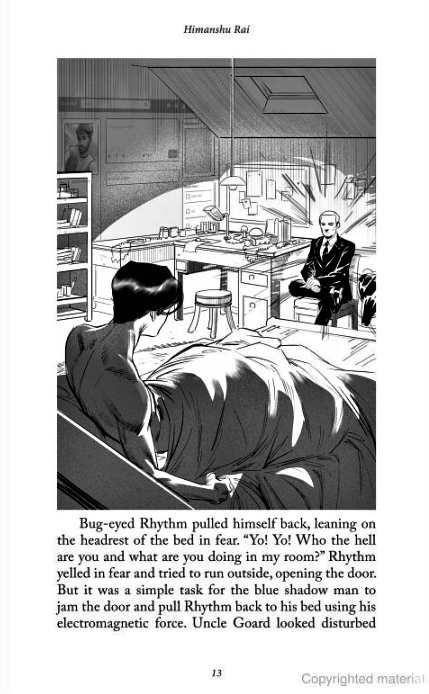 Himanshu Rai
Bug-eyed Rhythm pulled himself back, leaning on
the headrest of the bed in fear. “Yo! Yo! Who the hell
are you and what are you doing in my room?” Rhythm
yelled in fear and tried to run outside, opening the door.
But it was a simple task for the blue shadow man to
jam the door and pull Rhythm back to his bed using his
electromagnetic force. Uncle Goard looked disturbed
13
Copyrighted material